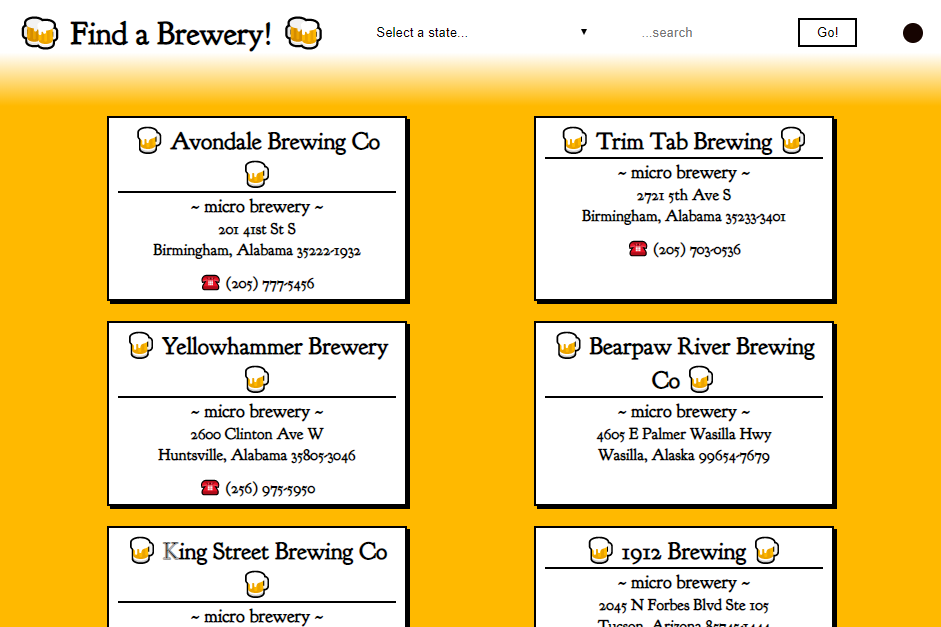 Find a Brewery!
Select a state...
...search
Go!
Avondale Brewing Co
~ micro brewery ~
201 41st St S
Birmingham, Alabama 35222-1932
(205) 777-5456
Trim Tab Brewing
~ micro brewery ~
2721 5th Ave S
Birmingham, Alabama 35233-3401
(205) 703-0536
Yellowhammer Brewery
~ micro brewery ~
2600 Clinton Ave W
Huntsville, Alabama 35805-3046
(256) 975-5950
Bearpaw River Brewing
Co
~ micro brewery ~
4605 E Palmer Wasilla Hwy
Wasilla, Alaska 99654-7679
King Street Brewing Co
~ micro brewery ~
1912 Brewing
~ micro brewery ~
2045 N Forbes Blvd Ste 105
Tucson, Arizona 85745-1444